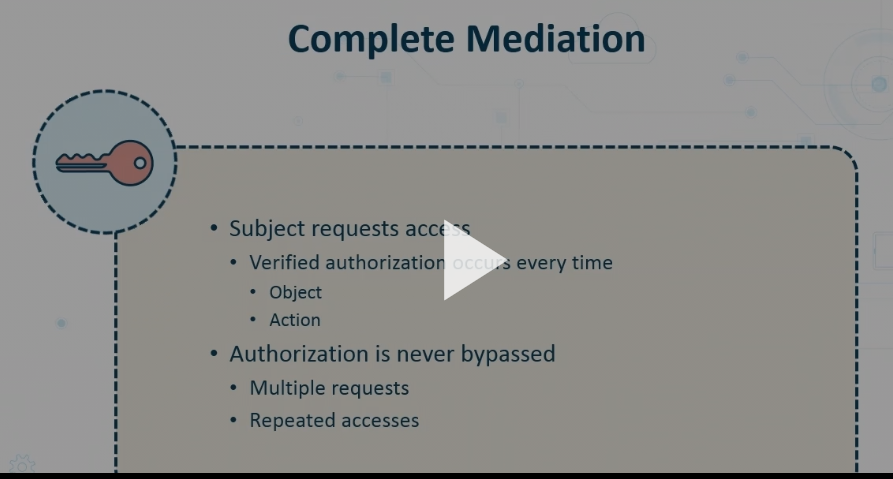 Complete Mediation
• Subject requests access
• Verified authorization occurs every time
• Object
• Action
• Authorization is never bypassed
• Multiple requests
• Repeated accesses